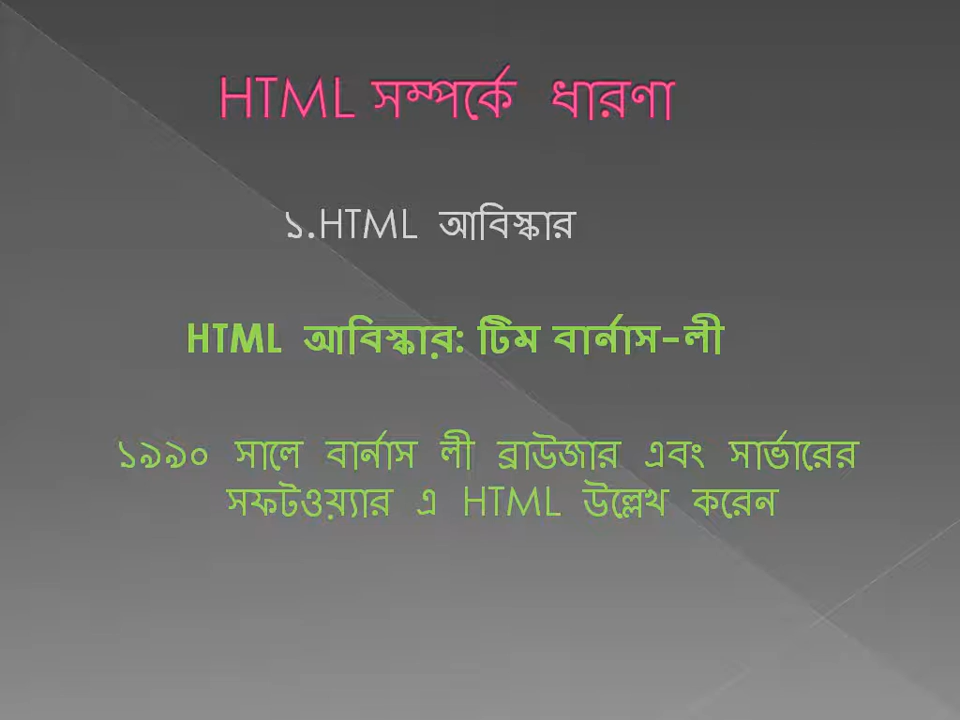 HTML সম্পর্কে ধারণা
১.HTML আবিস্কার
HTML আবিস্কার: টিম বার্নাস-লী
১৯৯০ সালে বার্নাস লী ব্রাউজার এবং সার্ভারের
সফটওয়্যার এ HTML উল্লেখ করেন